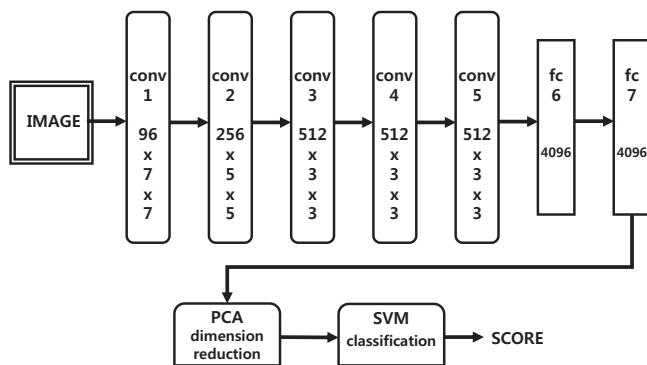 IMAGE
conv
1
96
x
7
x
7
conv
2
256
x
5
x
5
conv
3
512
x
3
x
3
conv
4
512
x
3
x
3
conv
5
512
x
3
x
3
fc
6
4096
fc
7
4096
PCA
dimension
reduction
SVM
classification
SCORE